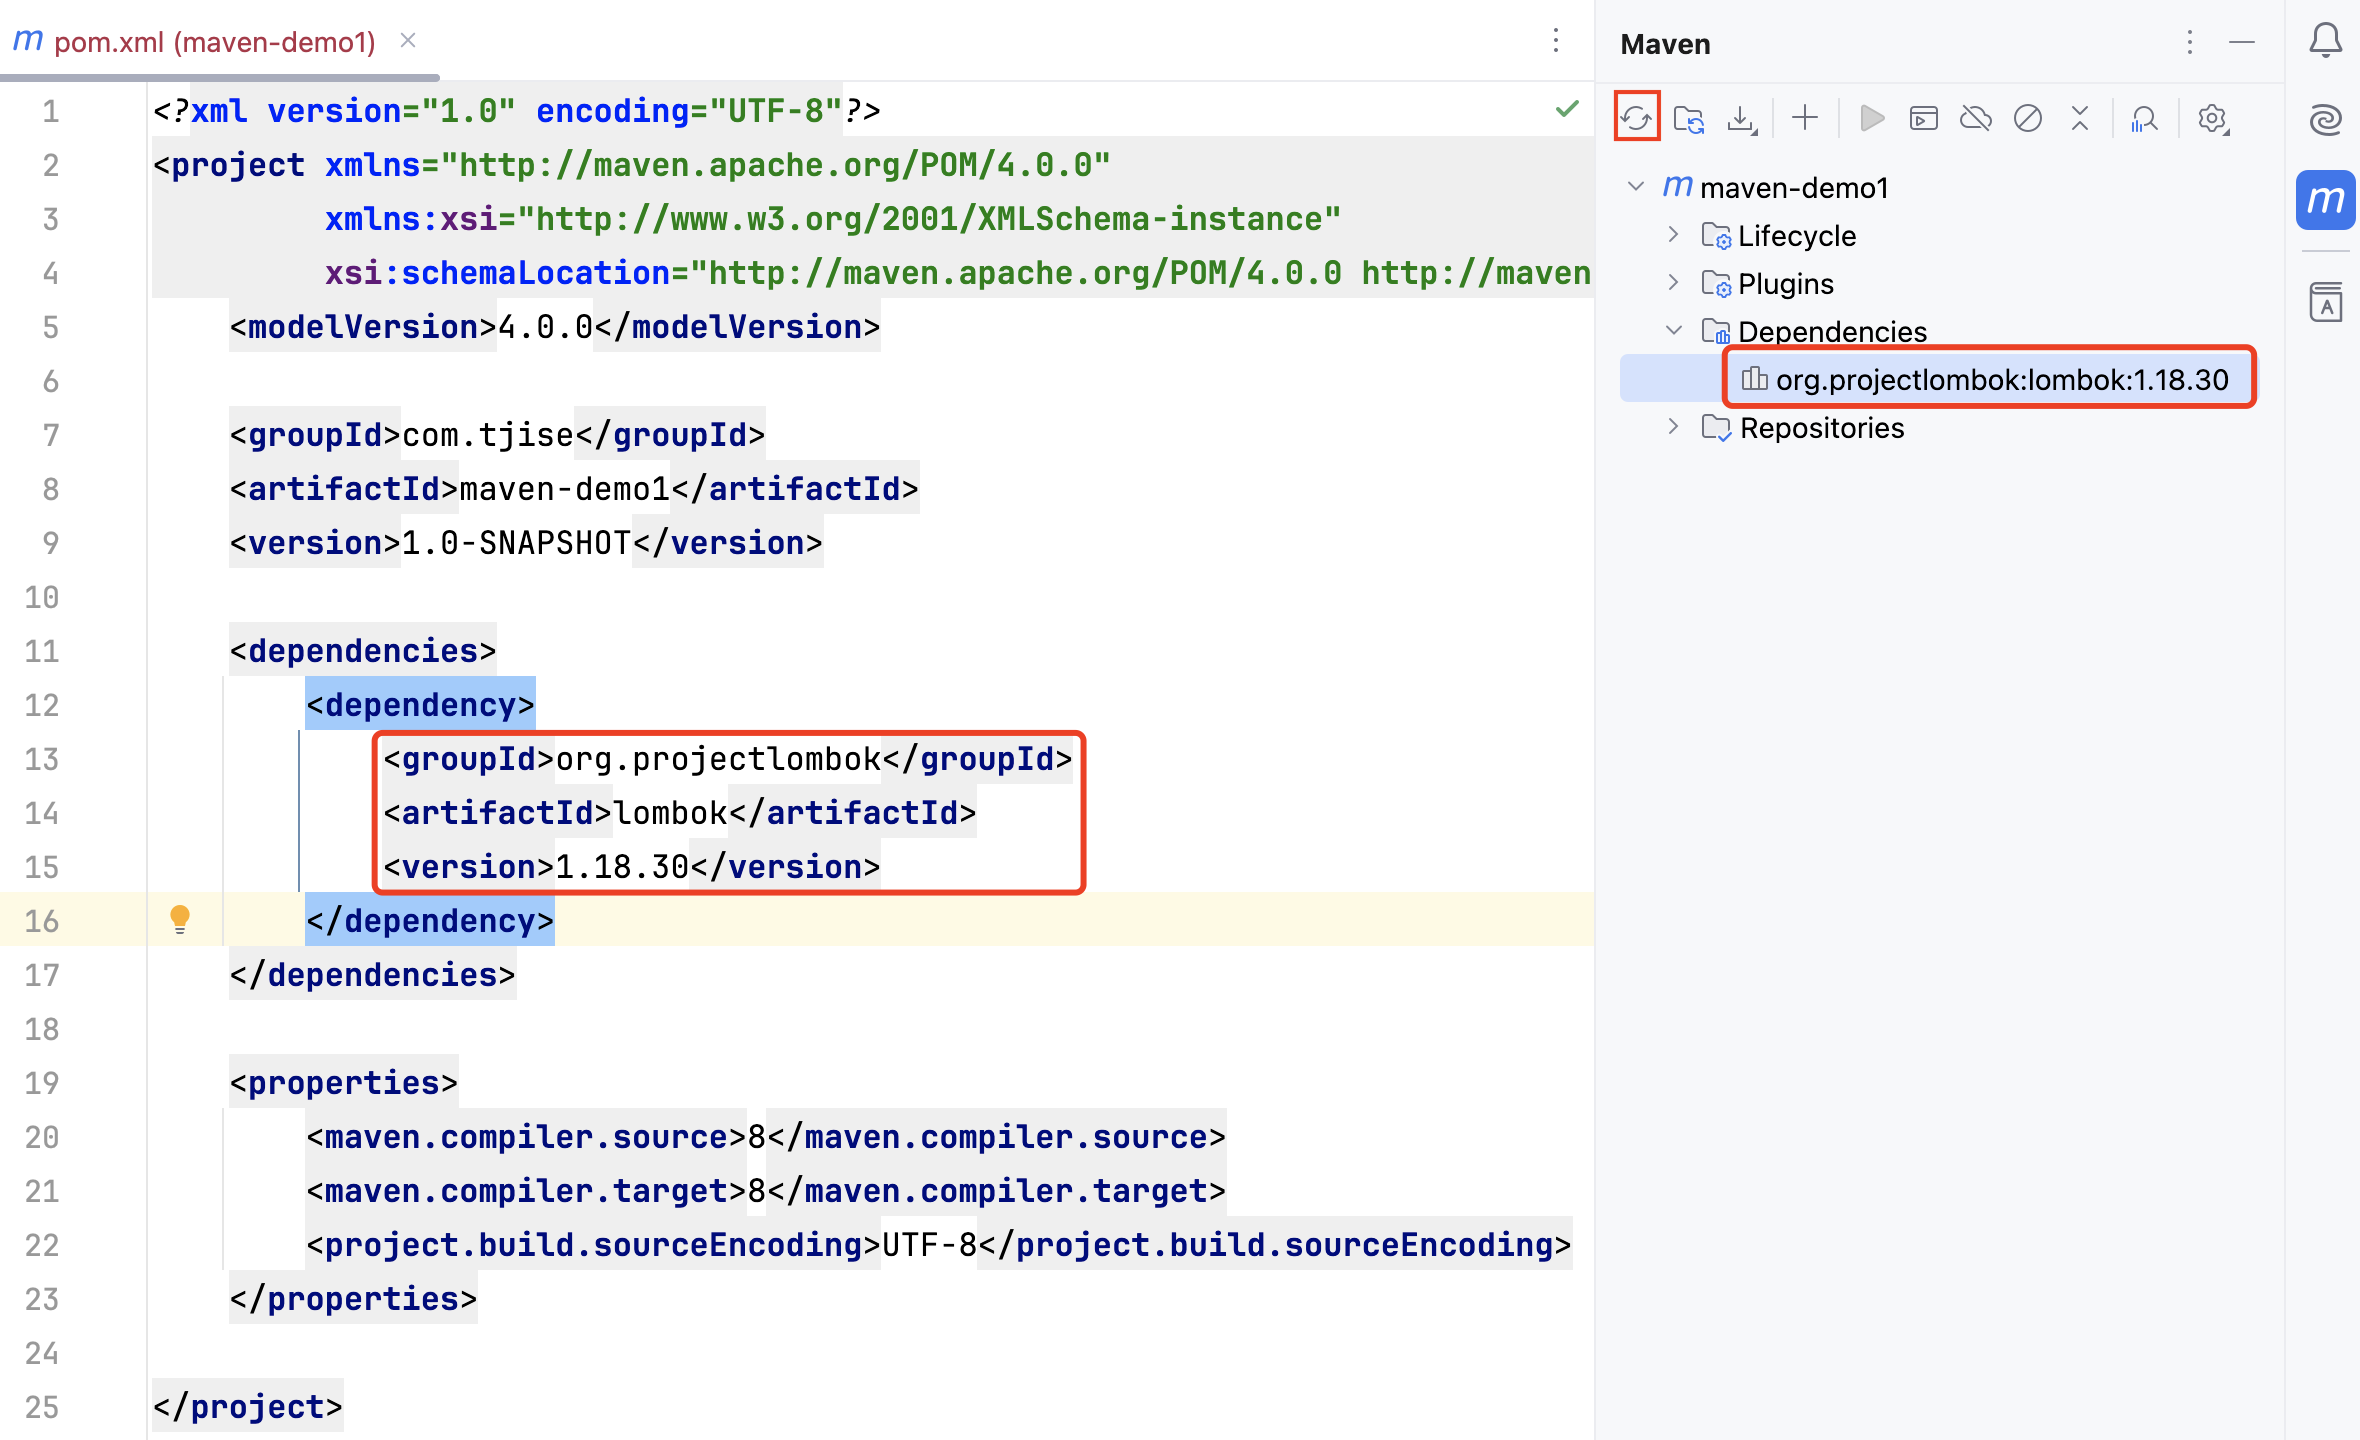 m pom.xml (maven-demo1)
1 <?xml version="1.0" encoding="UTF-8"?>
2 <project xmlns="http://maven.apache.org/POM/4.0.0"
3 xmlns:xsi="http://www.w3.org/2001/XMLSchema-instance"
4 xsi:schemaLocation="http://maven.apache.org/POM/4.0.0 http://maven
5 <modelVersion>4.0.0</modelVersion>
6
7 <groupId>com.tjise</groupId>
8 <artifactId>maven-demo1</artifactId>
9 <version>1.0-SNAPSHOT</version>
10
11 <dependencies>
12 <dependency>
13 <groupId>org.projectlombok</groupId>
14 <artifactId>lombok</artifactId>
15 <version>1.18.30</version>
16 </dependency>
17 </dependencies>
18
19 <properties>
20 <maven.compiler.source>8</maven.compiler.source>
21 <maven.compiler.target>8</maven.compiler.target>
22 <project.build.sourceEncoding>UTF-8</project.build.sourceEncoding>
23 </properties>
24
25 </project>
Maven
m maven-demo1
Lifecycle
Plugins
Dependencies
org.projectlombok:lombok:1.18.30
Repositories
m
A